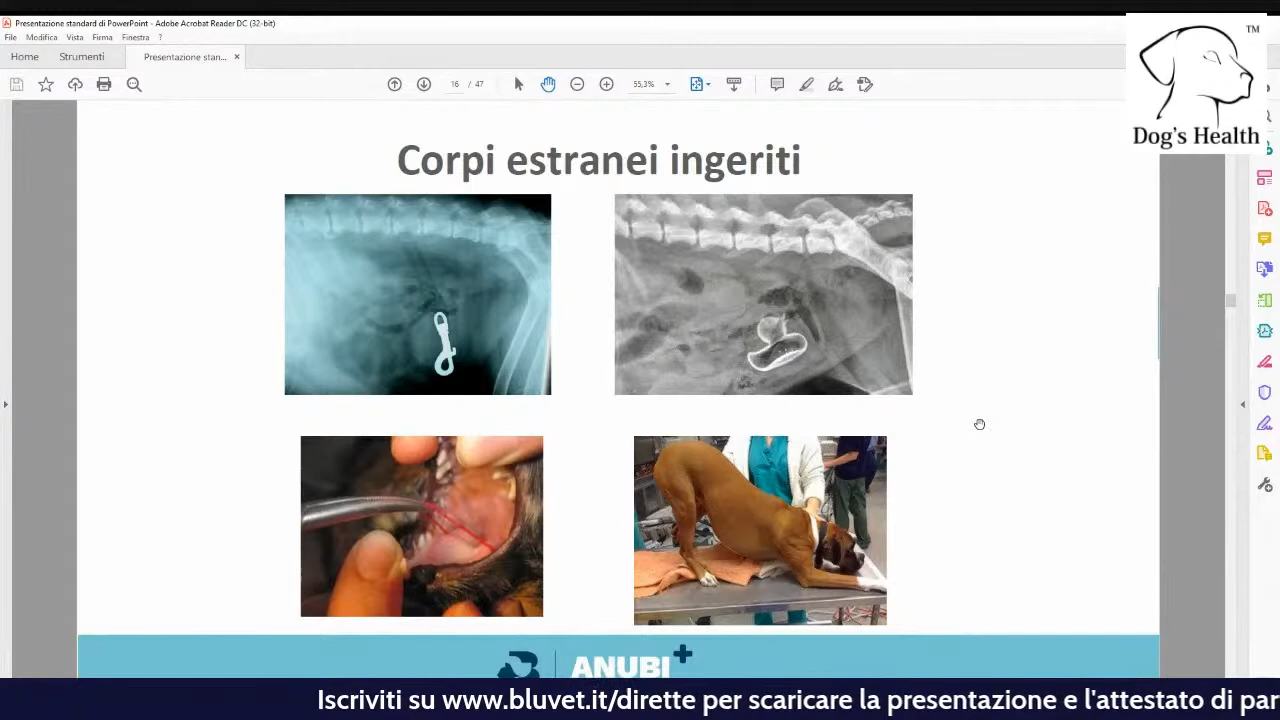 Presentazione standard di PowerPoint - Adobe Acrobat Reader DC (32-bit)
File Modifica Vista Firma Finestra ?
Home Strumenti Presentazione stan... ×
16 / 47 55,3%
TM
Dog's Health
Corpi estranei ingeriti
ANUBI+
Iscriviti su www.bluvet.it/dirette per scaricare la presentazione e l'attestato di par